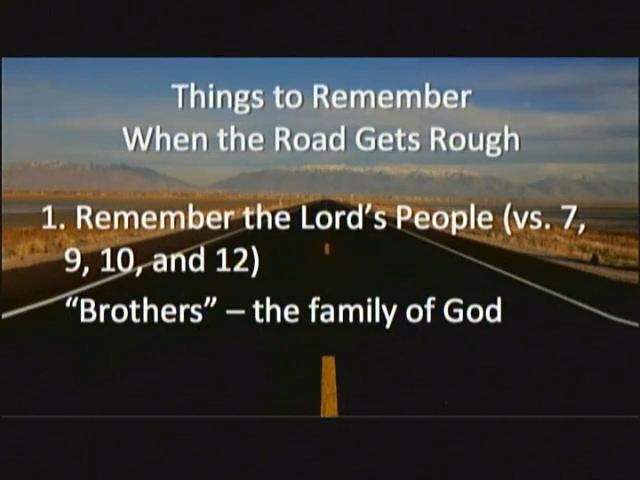 Things to Remember
When the Road Gets Rough
1. Remember the Lord’s People (vs. 7,
9, 10, and 12)
“Brothers” – the family of God